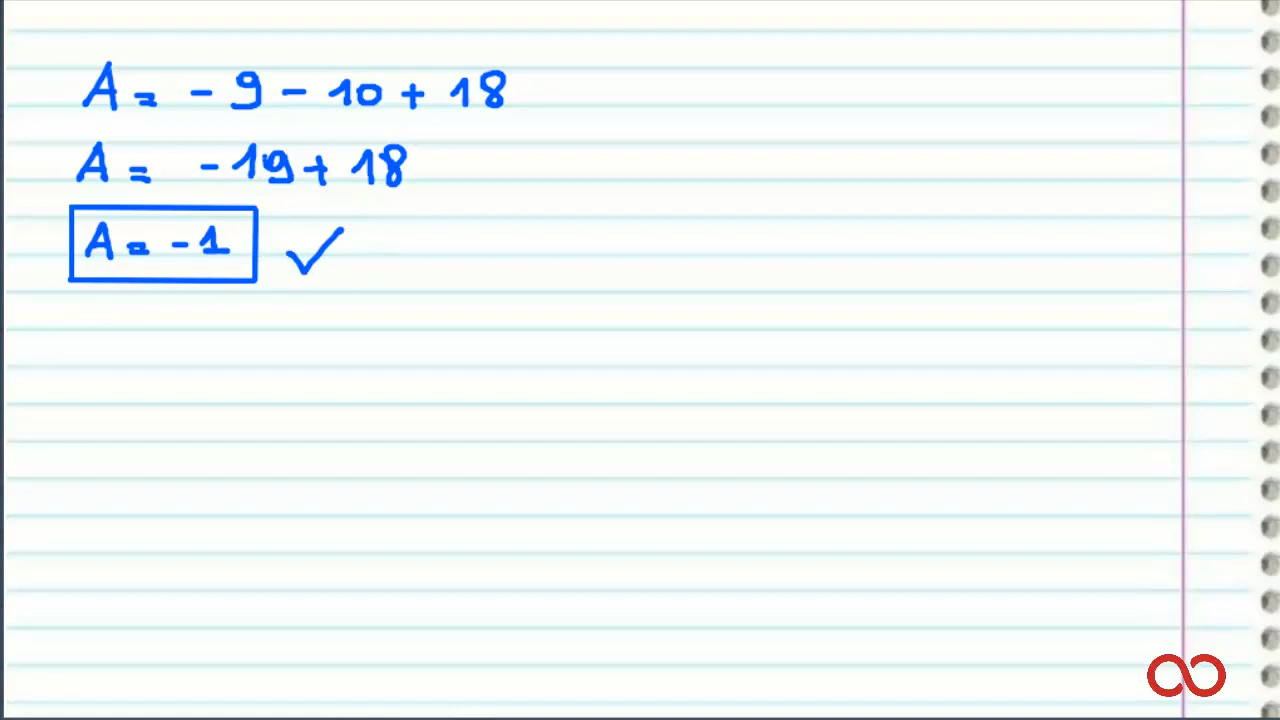 A = - 9 - 10 + 18
A = - 19 + 18
A = - 1 ✓